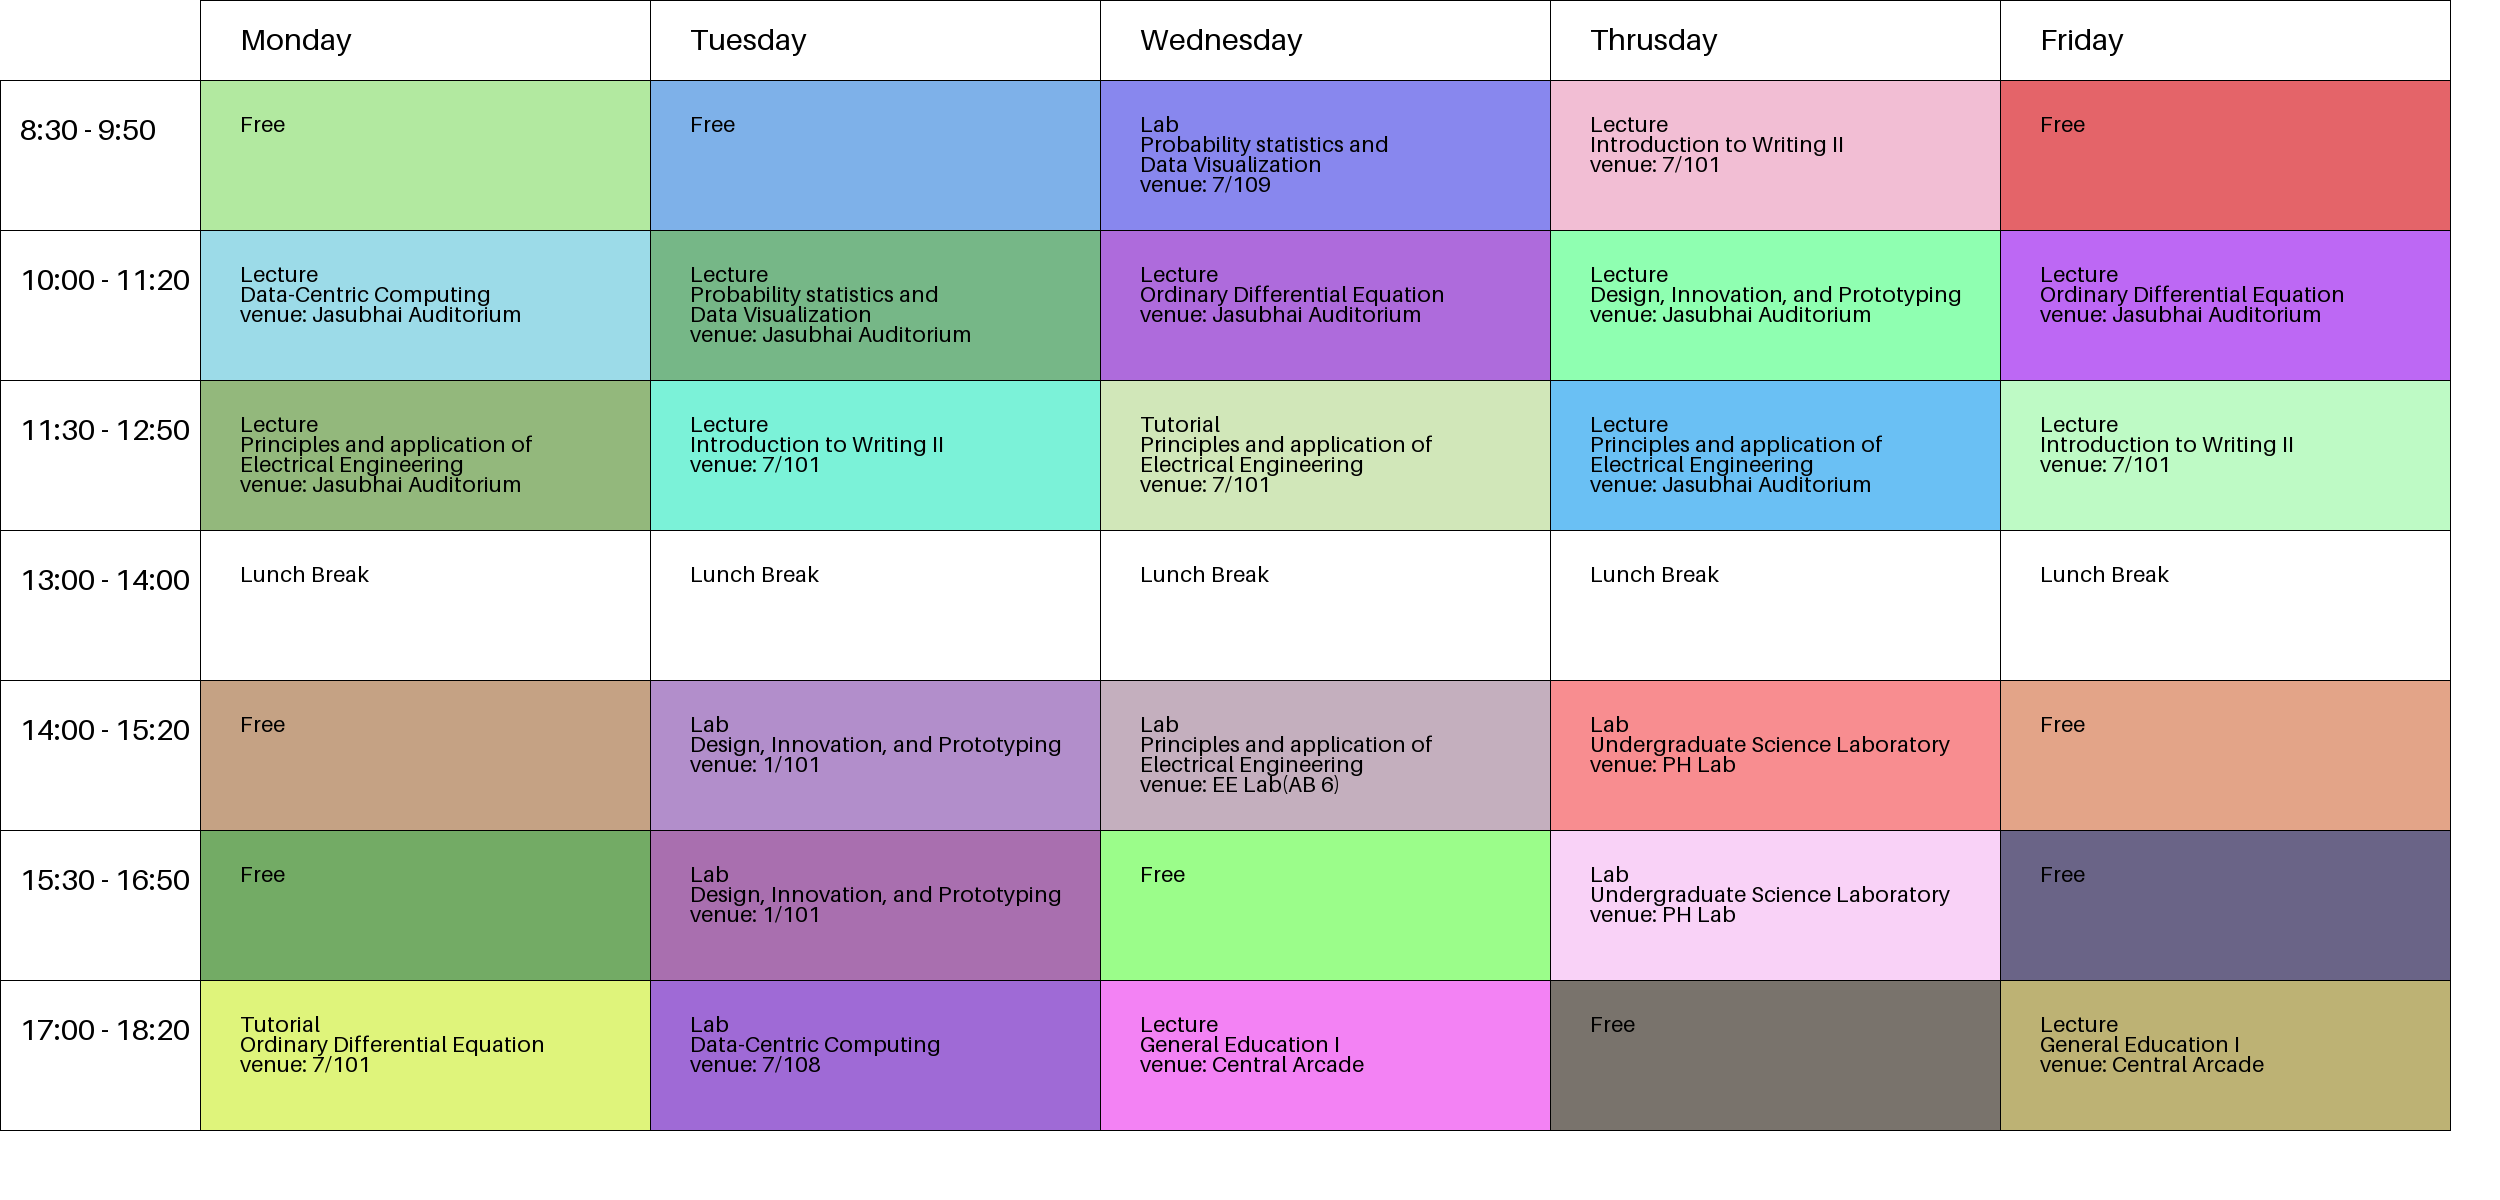 Monday
Tuesday
Wednesday
Thrusday
Friday
8:30 - 9:50
Free
Free
Lab
Probability statistics and
Data Visualization
venue: 7/109
Lecture
Introduction to Writing II
venue: 7/101
Free
10:00 - 11:20
Lecture
Data-Centric Computing
venue: Jasubhai Auditorium
Lecture
Probability statistics and
Data Visualization
venue: Jasubhai Auditorium
Lecture
Ordinary Differential Equation
venue: Jasubhai Auditorium
Lecture
Design, Innovation, and Prototyping
venue: Jasubhai Auditorium
Lecture
Ordinary Differential Equation
venue: Jasubhai Auditorium
11:30 - 12:50
Lecture
Principles and application of
Electrical Engineering
venue: Jasubhai Auditorium
Lecture
Introduction to Writing II
venue: 7/101
Tutorial
Principles and application of
Electrical Engineering
venue: 7/101
Lecture
Principles and application of
Electrical Engineering
venue: Jasubhai Auditorium
Lecture
Introduction to Writing II
venue: 7/101
13:00 - 14:00
Lunch Break
Lunch Break
Lunch Break
Lunch Break
Lunch Break
14:00 - 15:20
Free
Lab
Design, Innovation, and Prototyping
venue: 1/101
Lab
Principles and application of
Electrical Engineering
venue: EE Lab(AB 6)
Lab
Undergraduate Science Laboratory
venue: PH Lab
Free
15:30 - 16:50
Free
Lab
Design, Innovation, and Prototyping
venue: 1/101
Free
Lab
Undergraduate Science Laboratory
venue: PH Lab
Free
17:00 - 18:20
Tutorial
Ordinary Differential Equation
venue: 7/101
Lab
Data-Centric Computing
venue: 7/108
Lecture
General Education I
venue: Central Arcade
Free
Lecture
General Education I
venue: Central Arcade